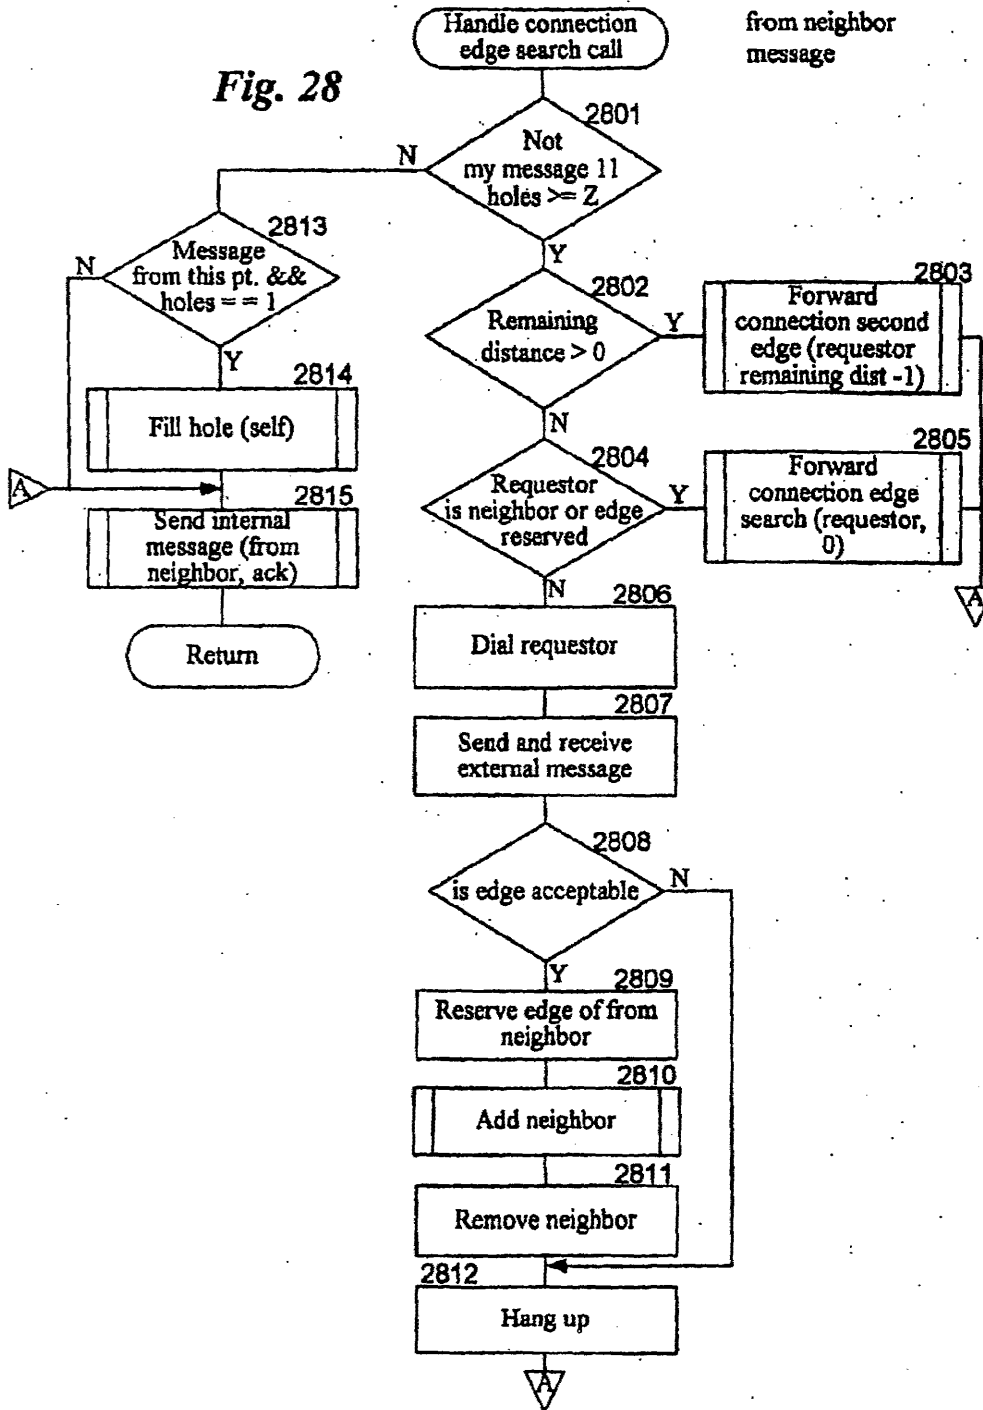 Handle connection
edge search call
from neighbor
message
Fig. 28
2801
Not
my message 11
holes >= Z
N
Y
2813
Message
from this pt. &&
holes = = 1
N
Y
2802
Remaining
distance > 0
Y
N
2803
Forward
connection second
edge (requestor
remaining dist -1)
2814
Fill hole (self)
2804
Requestor
is neighbor or edge
reserved
Y
N
2805
Forward
connection edge
search (requestor,
0)
A
A
2815
Send internal
message (from
neighbor, ack)
Return
2806
Dial requestor
2807
Send and receive
external message
2808
is edge acceptable
N
Y
2809
Reserve edge of from
neighbor
2810
Add neighbor
2811
Remove neighbor
2812
Hang up
A